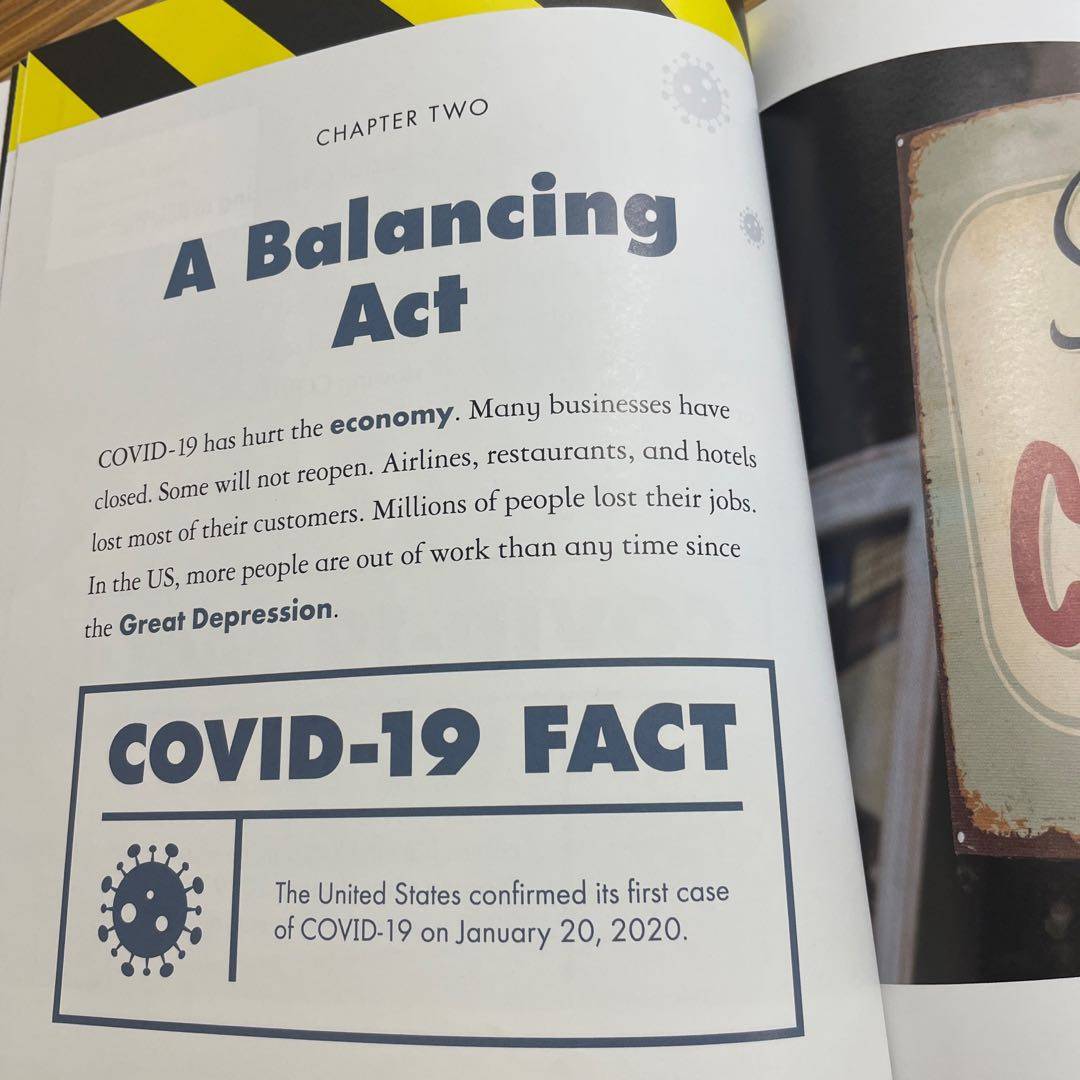 CHAPTER TWO
A Balancing
Act
COVID-19 has hurt the economy. Many businesses have
closed. Some will not reopen. Airlines, restaurants, and hotels
lost most of their customers. Millions of people lost their jobs.
In the US, more people are out of work than any time since
the Great Depression.
COVID-19 FACT
The United States confirmed its first case
of COVID-19 on January 20, 2020.